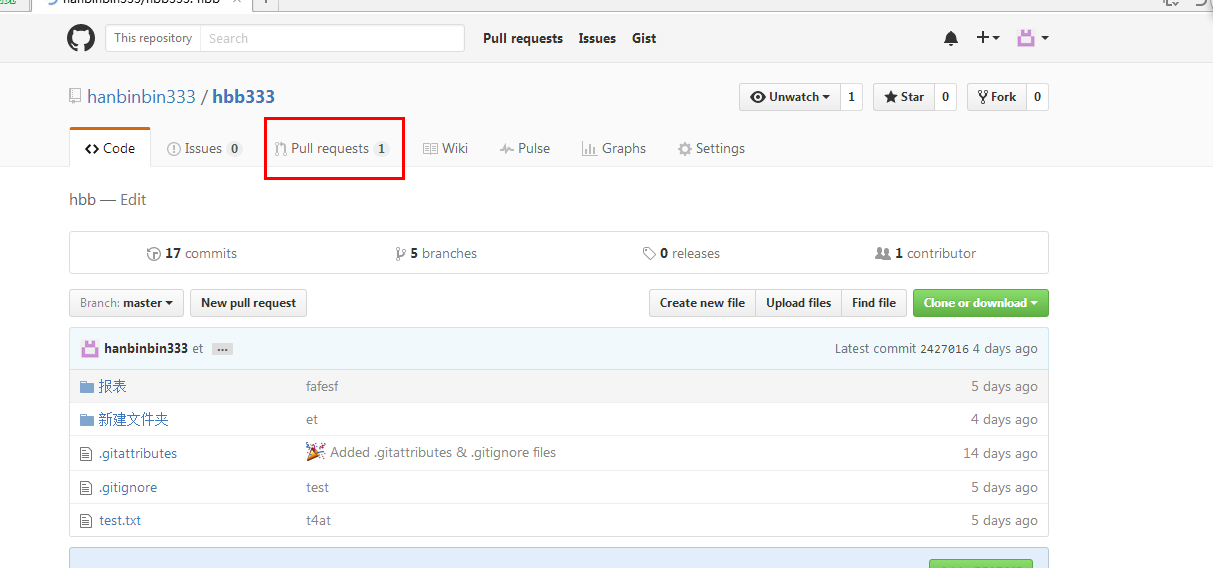 This repository Search Pull requests Issues Gist
hanbinbin333 / hbb333 Unwatch 1 Star 0 Fork 0
Code Issues 0 Pull requests 1 Wiki Pulse Graphs Settings
hbb — Edit
17 commits 5 branches 0 releases 1 contributor
Branch: master New pull request Create new file Upload files Find file Clone or download
hanbinbin333 et … Latest commit 2427016 4 days ago
报表 fafesf 5 days ago
新建文件夹 et 4 days ago
.gitattributes Added .gitattributes & .gitignore files 14 days ago
.gitignore test 5 days ago
test.txt t4at 5 days ago